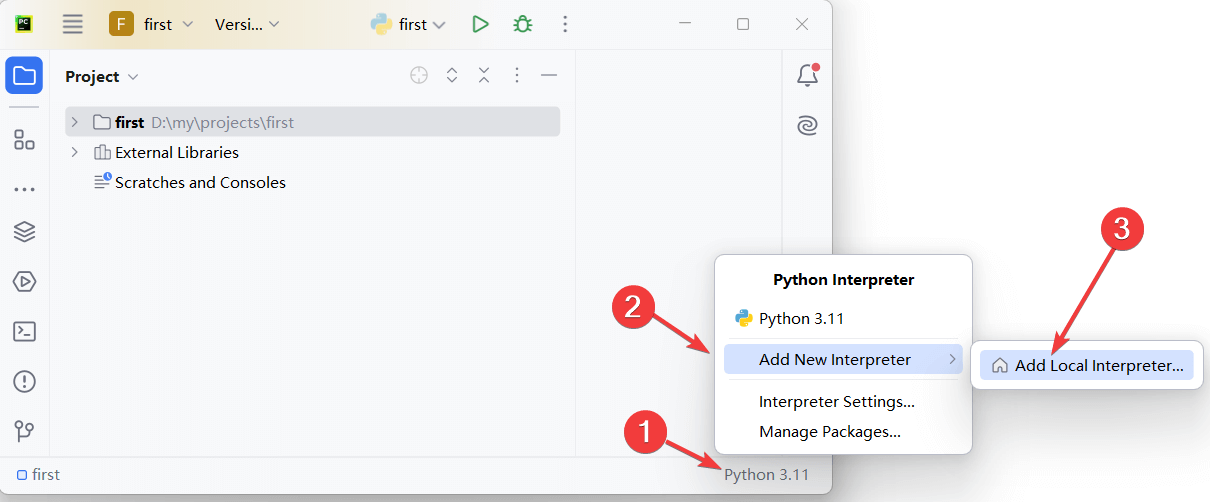 PC
F first Versi... first
Project
first D:\my\projects\first
External Libraries
Scratches and Consoles
3
Python Interpreter
2
Python 3.11
Add New Interpreter
Add Local Interpreter...
Interpreter Settings...
1
Manage Packages...
first
Python 3.11